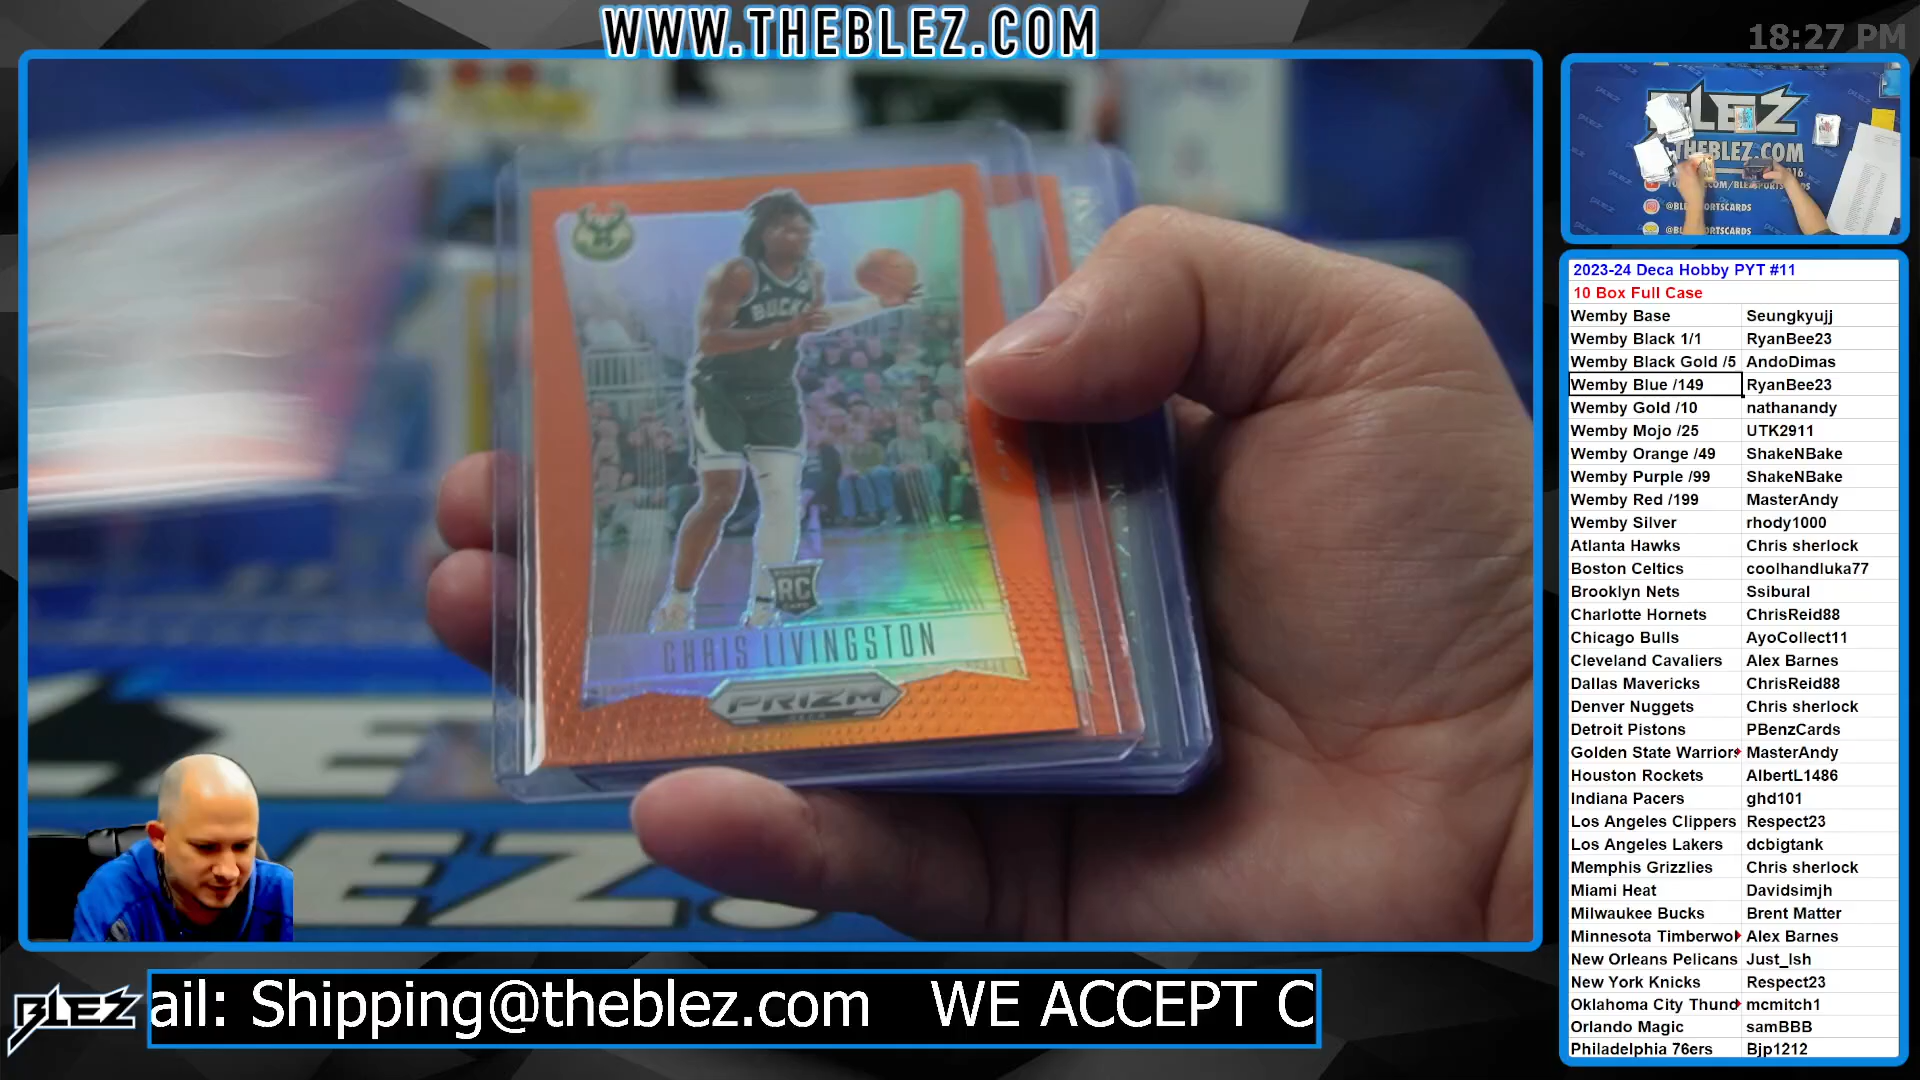 WWW.THEBLEZ.COM
18:27 PM
BUCKS
RC
CHRIS LIVINGSTON
PRIZM
DECA
BLEZ
THEBLEZ.COM
2023-24 Deca Hobby PYT #11
10 Box Full Case
Wemby Base Seungkyujj
Wemby Black 1/1 RyanBee23
Wemby Black Gold /5 AndoDimas
Wemby Blue /149 RyanBee23
Wemby Gold /10 nathanandy
Wemby Mojo /25 UTK2911
Wemby Orange /49 ShakeNBake
Wemby Purple /99 ShakeNBake
Wemby Red /199 MasterAndy
Wemby Silver rhody1000
Atlanta Hawks Chris sherlock
Boston Celtics coolhandluka77
Brooklyn Nets Ssibural
Charlotte Hornets ChrisReid88
Chicago Bulls AyoCollect11
Cleveland Cavaliers Alex Barnes
Dallas Mavericks ChrisReid88
Denver Nuggets Chris sherlock
Detroit Pistons PBenzCards
Golden State Warriors MasterAndy
Houston Rockets AlbertL1486
Indiana Pacers ghd101
Los Angeles Clippers Respect23
Los Angeles Lakers dcbigtank
Memphis Grizzlies Chris sherlock
Miami Heat Davidsimjh
Milwaukee Bucks Brent Matter
Minnesota Timberwol Alex Barnes
New Orleans Pelicans Just_Ish
New York Knicks Respect23
Oklahoma City Thund mcmitch1
Orlando Magic samBBB
Philadelphia 76ers Bjp1212
BLEZ
ail: Shipping@theblez.com WE ACCEPT C